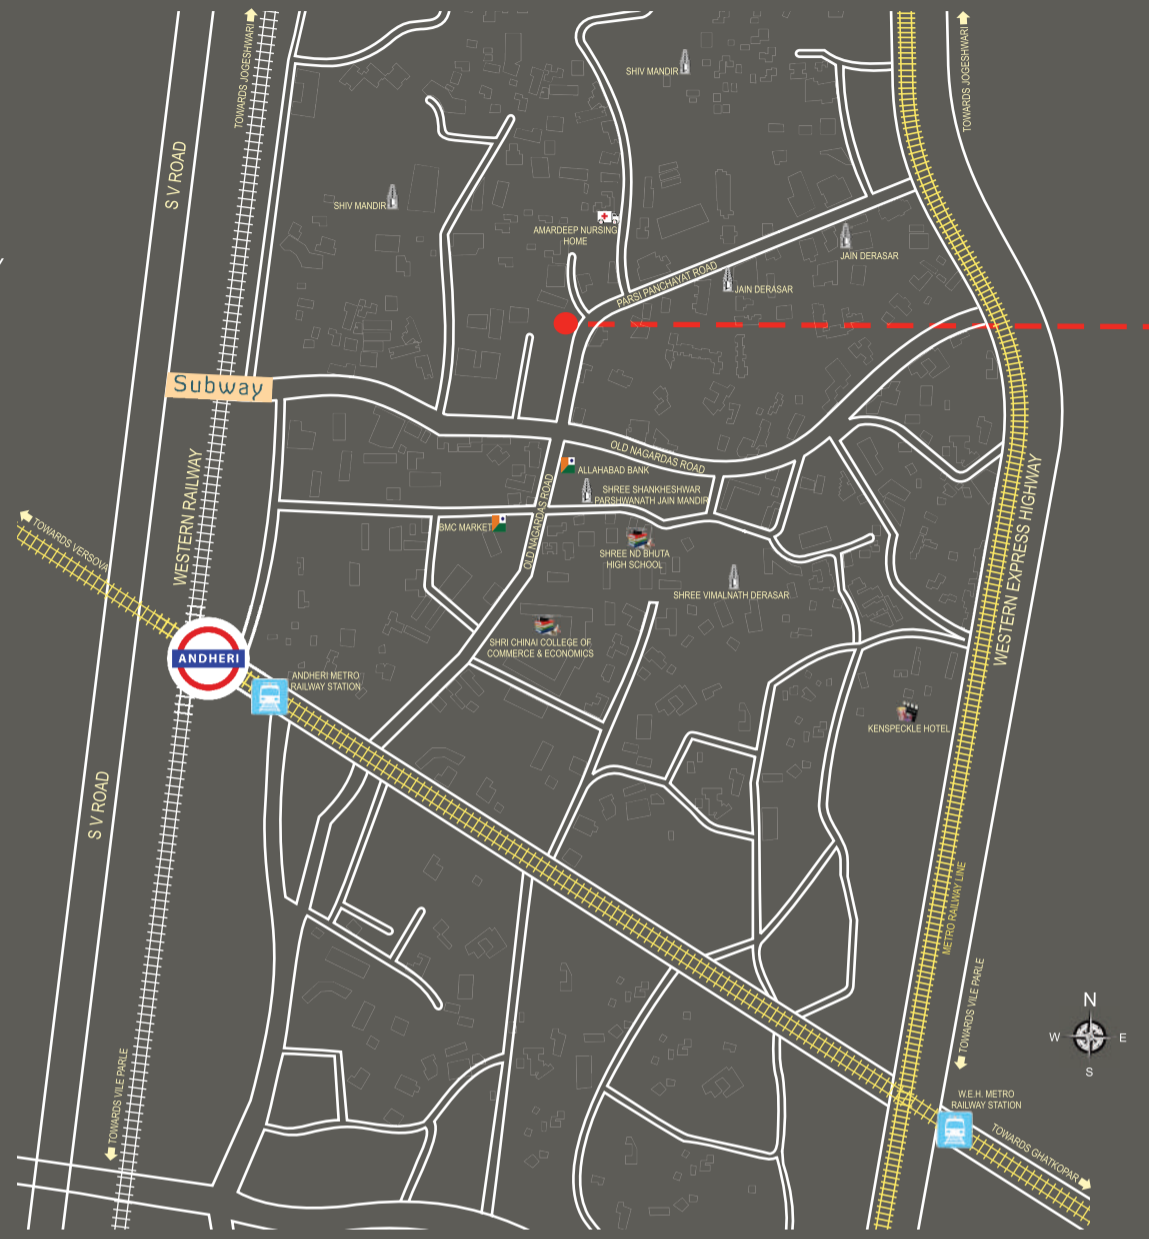 TOWARDS JOGESHWARI
TOWARDS JOGESHWARI
SHIV MANDIR
S V ROAD
SHIV MANDIR
AMARDEEP NURSING
HOME
JAIN DERASAR
PARSI PANCHAYAT ROAD
JAIN DERASAR
Subway
OLD NAGARDAS ROAD
ALLAHABAD BANK
SHREE SHANKHESHWAR
PARSHWANATH JAIN MANDIR
OLD NAGARDAS ROAD
BMC MARKET
WESTERN RAILWAY
TOWARDS VERSOVA
SHREE ND BHUTA
HIGH SCHOOL
SHREE VIMALNATH DERASAR
WESTERN EXPRESS HIGHWAY
SHRI CHINAI COLLEGE OF
COMMERCE & ECONOMICS
ANDHERI
ANDHERI METRO
RAILWAY STATION
KENSPECKLE HOTEL
S V ROAD
METRO RAILWAY LINE
TOWARDS VILE PARLE
N
W
E
S
TOWARDS VILE PARLE
W.E.H. METRO
RAILWAY STATION
TOWARDS GHATKOPAR